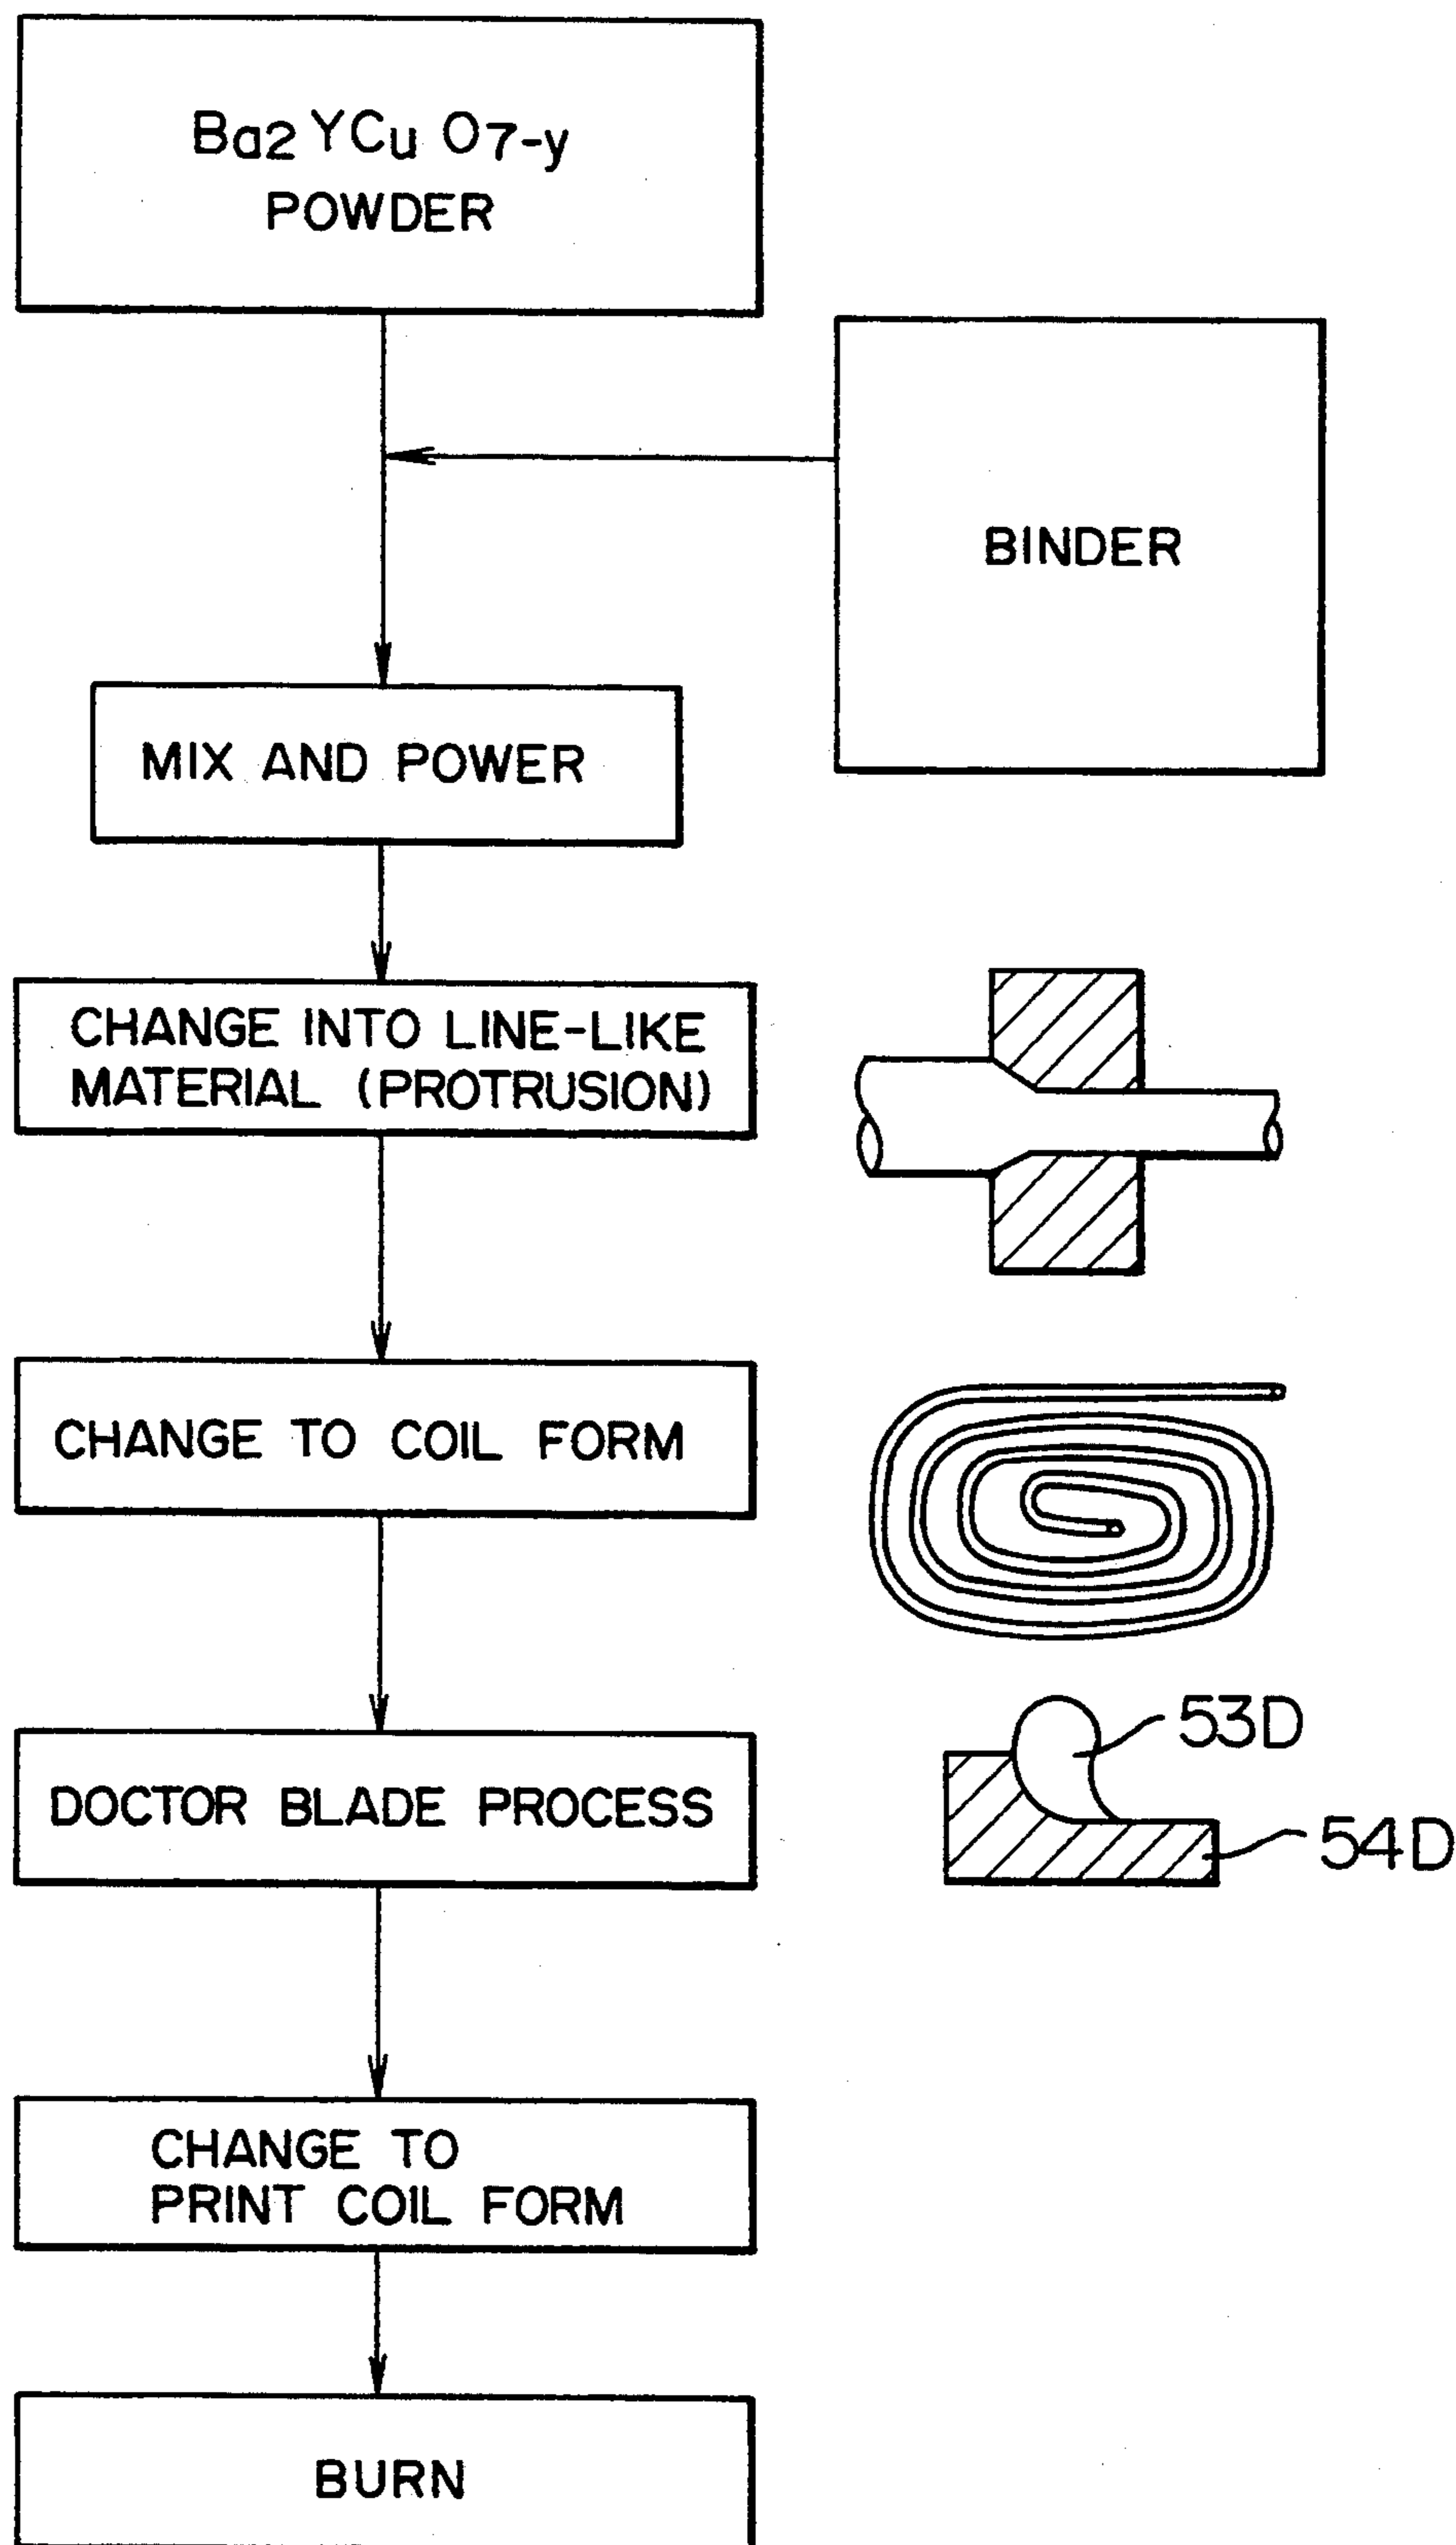 Ba2 YCu O7-y
POWDER
BINDER
MIX AND POWER
CHANGE INTO LINE-LIKE
MATERIAL (PROTRUSION)
CHANGE TO COIL FORM
DOCTOR BLADE PROCESS
53D
54D
CHANGE TO
PRINT COIL FORM
BURN